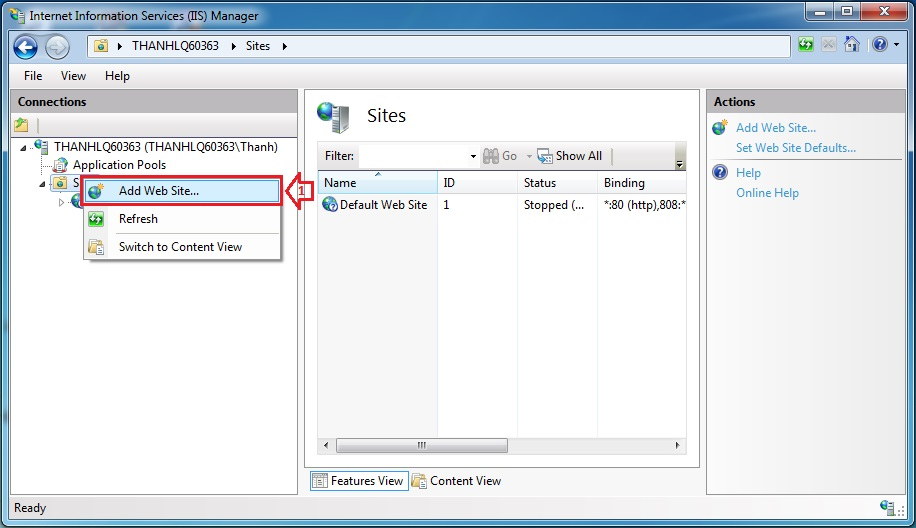 Internet Information Services (IIS) Manager
THANHLQ60363 Sites
File View Help
Connections
THANHLQ60363 (THANHLQ60363\Thanh)
Application Pools
Add Web Site...
1
Refresh
Switch to Content View
Sites
Filter: Go Show All
Name ID Status Binding
Default Web Site 1 Stopped (... *:80 (http),808:*
Features View Content View
Actions
Add Web Site...
Set Web Site Defaults...
Help
Online Help
Ready